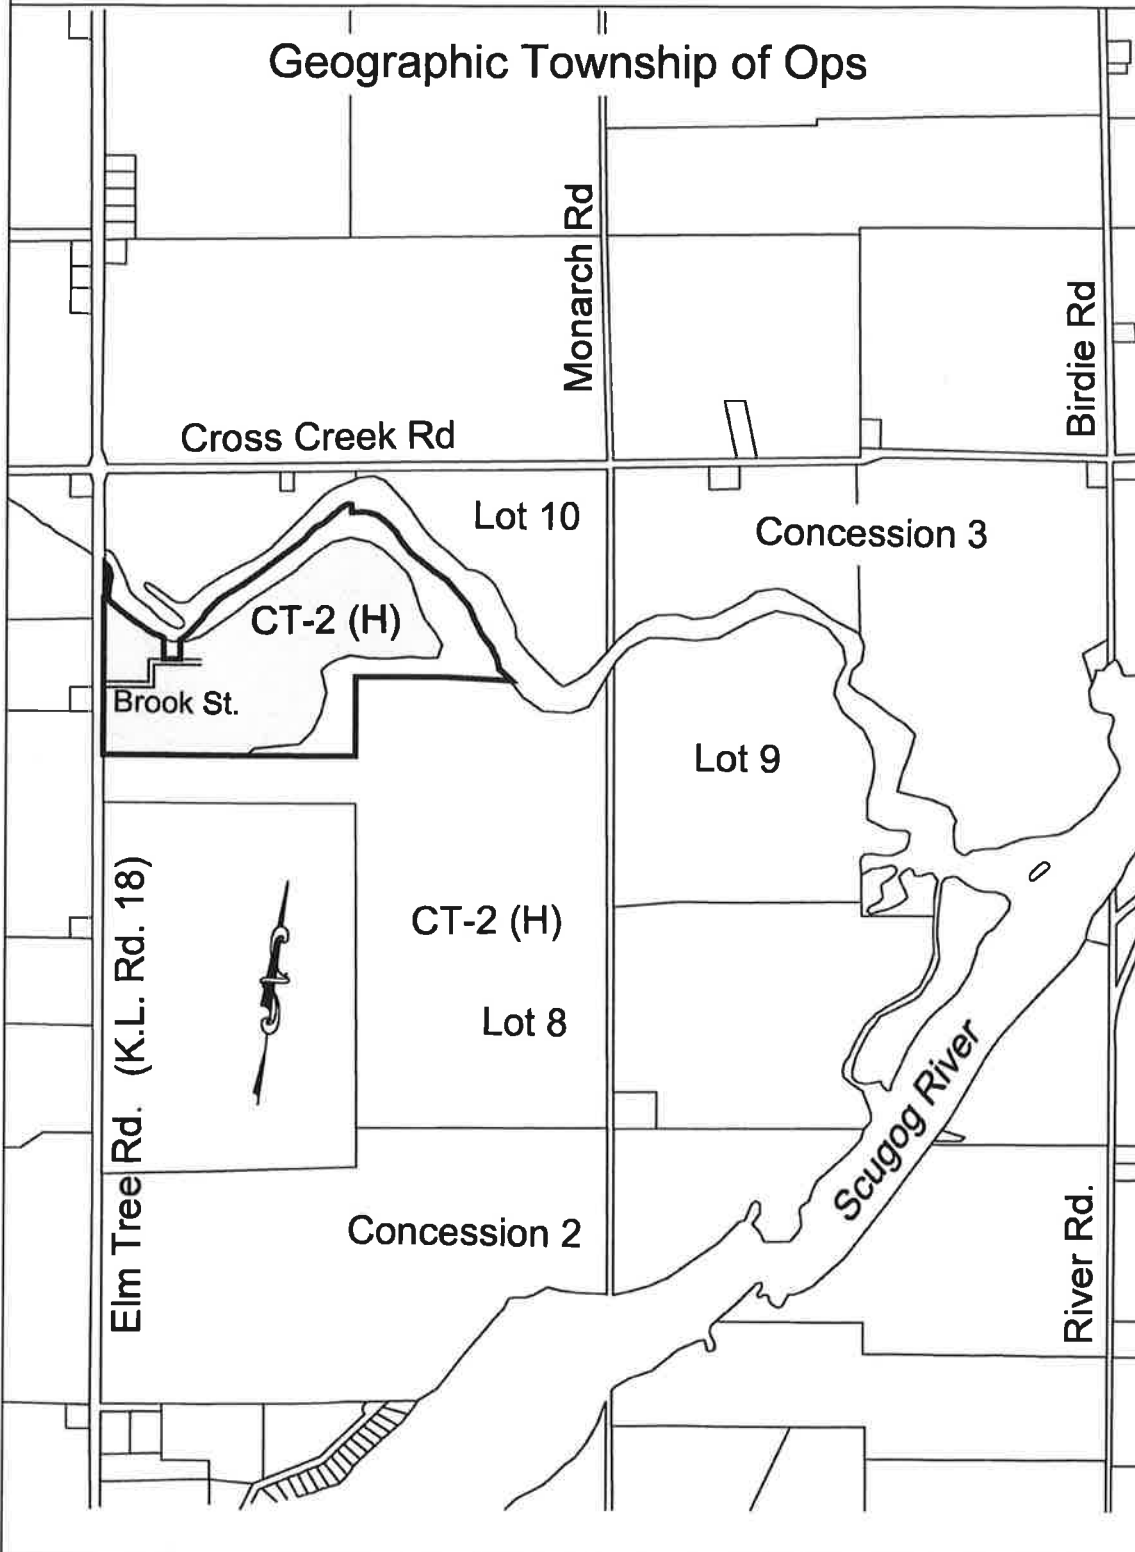 Geographic Township of Ops
Monarch Rd
Birdie Rd
Cross Creek Rd
Lot 10
Concession 3
CT-2 (H)
Brook St.
Lot 9
Elm Tree Rd. (K.L. Rd. 18)
CT-2 (H)
Lot 8
Scugog River
Concession 2
River Rd.